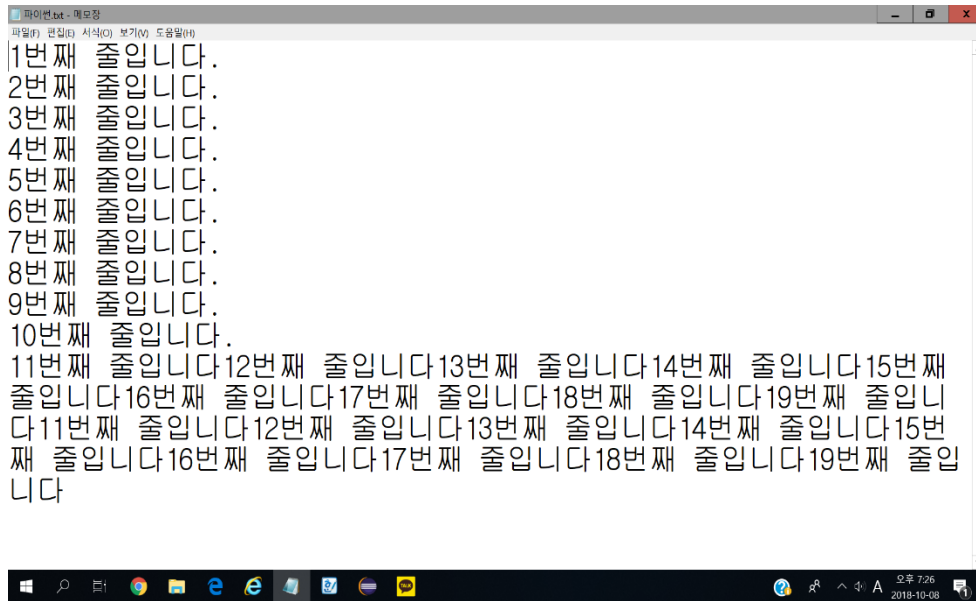 파이썬.txt - 메모장
파일(F) 편집(E) 서식(O) 보기(V) 도움말(H)
1번째 줄입니다.
2번째 줄입니다.
3번째 줄입니다.
4번째 줄입니다.
5번째 줄입니다.
6번째 줄입니다.
7번째 줄입니다.
8번째 줄입니다.
9번째 줄입니다.
10번째 줄입니다.
11번째 줄입니다12번째 줄입니다13번째 줄입니다14번째 줄입니다15번째
줄입니다16번째 줄입니다17번째 줄입니다18번째 줄입니다19번째 줄입니
다11번째 줄입니다12번째 줄입니다13번째 줄입니다14번째 줄입니다15번
째 줄입니다16번째 줄입니다17번째 줄입니다18번째 줄입니다19번째 줄입
니다
TALK
A
오후 7:26
2018-10-08
1